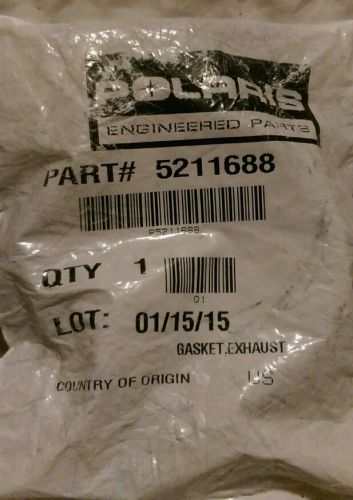 POLARIS
ENGINEERED PARTS
PART# 5211688
P5211688
QTY 1
01
LOT: 01/15/15
GASKET,EXHAUST
COUNTRY OF ORIGIN US